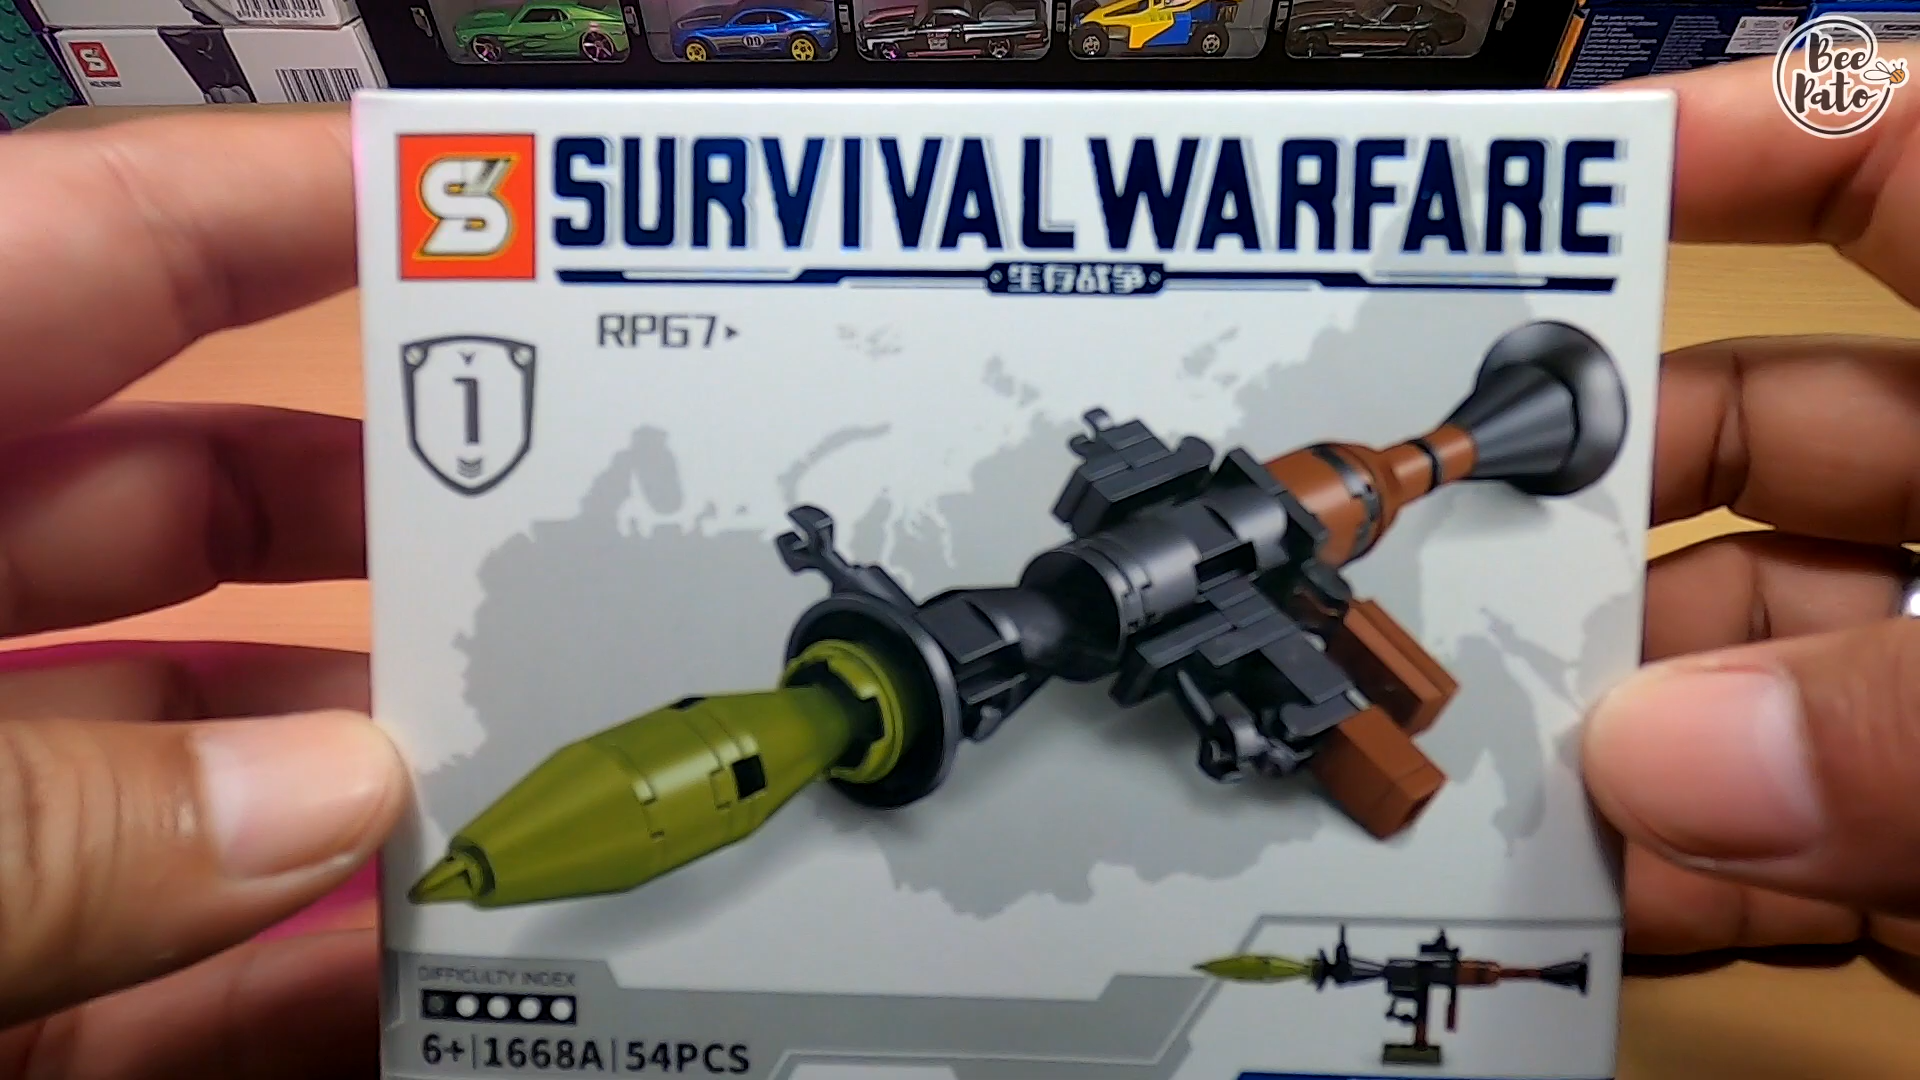 Bee
Pato
S SURVIVAL WARFARE
生存战争
RPG7
1
DIFFICULTY INDEX
6+|1668A|54PCS